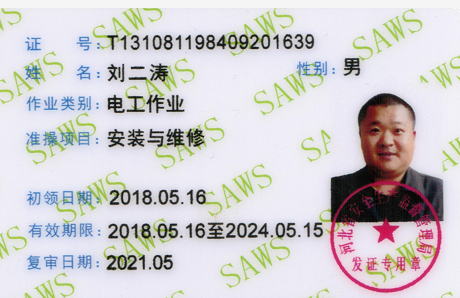 证 号: T131081198409201639
姓 名: 刘二涛 性别: 男
作业类别: 电工作业
准操项目: 安装与维修
初领日期: 2018.05.16
有效期限: 2018.05.16至2024.05.15
复审日期: 2021.05
SAWS
发证专用章